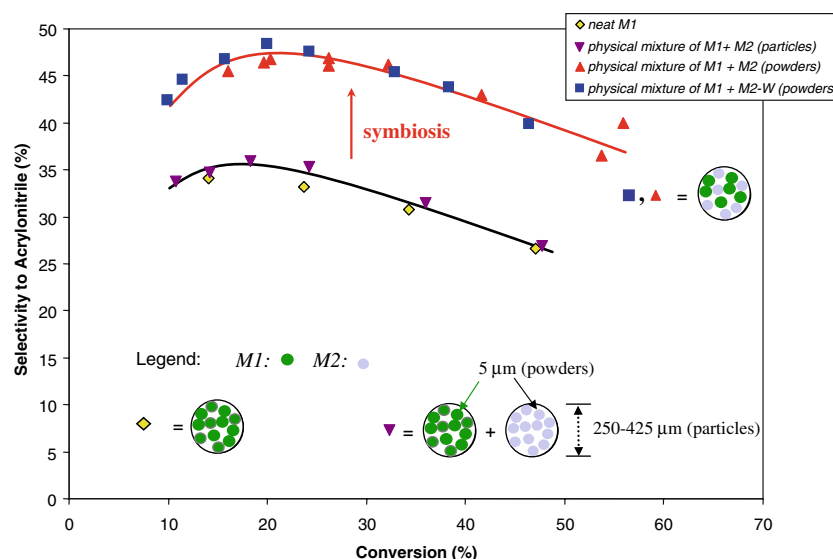 50
45
40
35
30
25
20
15
10
5
0
Selectivity to Acrylonitrile (%)
neat M1
physical mixture of M1+ M2 (particles)
physical mixture of M1 + M2 (powders)
physical mixture of M1 + M2-W (powders
symbiosis
, =
Legend: M1: M2:
5 μm (powders)
= = +
250-425 μm (particles)
0 10 20 30 40 50 60 70
Conversion (%)